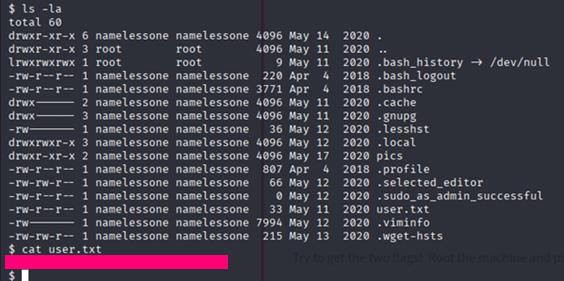 $ ls -la
total 60
drwxr-xr-x 6 namelessone namelessone 4096 May 14  2020 .
drwxr-xr-x 3 root        root        4096 May 11  2020 ..
lrwxrwxrwx 1 root        root           9 May 11  2020 .bash_history → /dev/null
-rw-r--r-- 1 namelessone namelessone  220 Apr  4  2018 .bash_logout
-rw-r--r-- 1 namelessone namelessone 3771 Apr  4  2018 .bashrc
drwx------ 2 namelessone namelessone 4096 May 11  2020 .cache
drwx------ 3 namelessone namelessone 4096 May 11  2020 .gnupg
-rw------- 1 namelessone namelessone   36 May 12  2020 .lesshst
drwxrwxr-x 3 namelessone namelessone 4096 May 12  2020 .local
drwxr-xr-x 2 namelessone namelessone 4096 May 17  2020 pics
-rw-r--r-- 1 namelessone namelessone  807 Apr  4  2018 .profile
-rw-rw-r-- 1 namelessone namelessone   66 May 12  2020 .selected_editor
-rw-r--r-- 1 namelessone namelessone    0 May 12  2020 .sudo_as_admin_successful
-rw-r--r-- 1 namelessone namelessone   33 May 11  2020 user.txt
-rw------- 1 namelessone namelessone 7994 May 12  2020 .viminfo
-rw-rw-r-- 1 namelessone namelessone  215 May 13  2020 .wget-hsts
$ cat user.txt
Try to get the two flags! Root the machine and
$